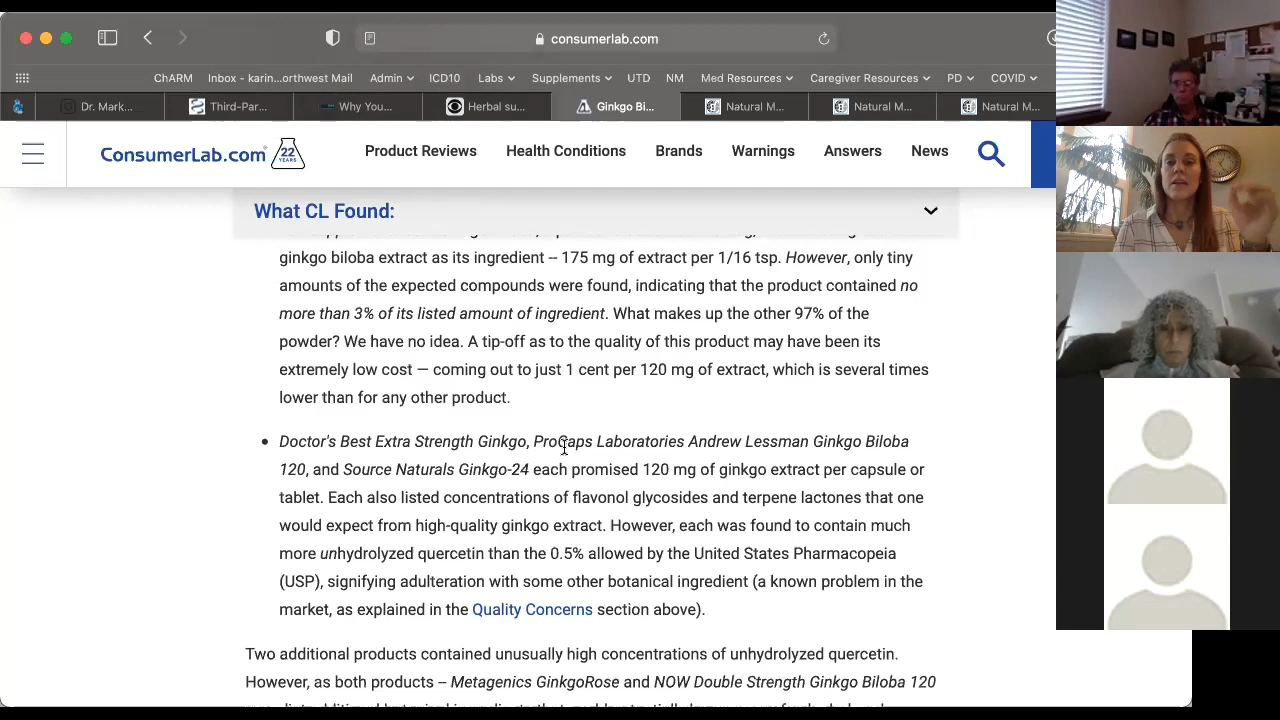 consumerlab.com
ChARM Inbox - karin...orthwest Mail Admin ICD10 Labs Supplements UTD NM Med Resources Caregiver Resources PD COVID
Dr. Mark... Third-Par... Why You... Herbal su... Ginkgo Bi... Natural M... Natural M... Natural M...
ConsumerLab.com 22 YEARS Product Reviews Health Conditions Brands Warnings Answers News
What CL Found:
ginkgo biloba extract as its ingredient -- 175 mg of extract per 1/16 tsp. However, only tiny
amounts of the expected compounds were found, indicating that the product contained no
more than 3% of its listed amount of ingredient. What makes up the other 97% of the
powder? We have no idea. A tip-off as to the quality of this product may have been its
extremely low cost — coming out to just 1 cent per 120 mg of extract, which is several times
lower than for any other product.
• Doctor's Best Extra Strength Ginkgo, ProCaps Laboratories Andrew Lessman Ginkgo Biloba
120, and Source Naturals Ginkgo-24 each promised 120 mg of ginkgo extract per capsule or
tablet. Each also listed concentrations of flavonol glycosides and terpene lactones that one
would expect from high-quality ginkgo extract. However, each was found to contain much
more unhydrolyzed quercetin than the 0.5% allowed by the United States Pharmacopeia
(USP), signifying adulteration with some other botanical ingredient (a known problem in the
market, as explained in the Quality Concerns section above).
Two additional products contained unusually high concentrations of unhydrolyzed quercetin.
However, as both products -- Metagenics GinkgoRose and NOW Double Strength Ginkgo Biloba 120